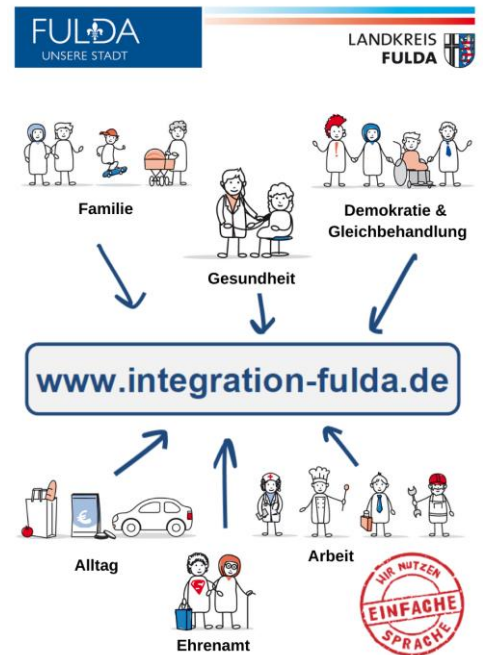 FULDA
UNSERE STADT
LANDKREIS
FULDA
Familie
Gesundheit
Demokratie &
Gleichbehandlung
www.integration-fulda.de
Alltag
€
Ehrenamt
Arbeit
S
WIR NUTZEN
EINFACHE
SPRACHE